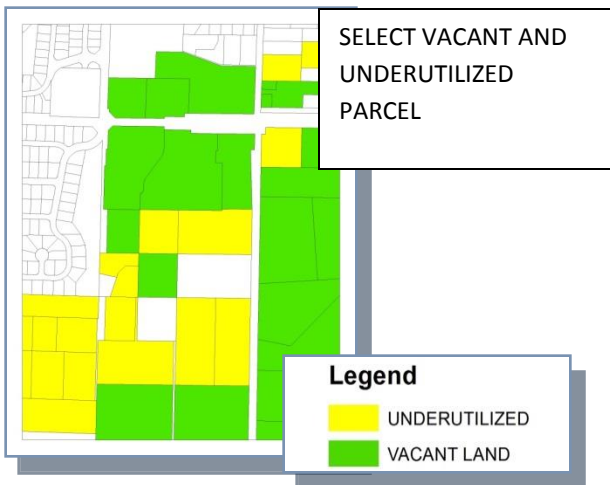 SELECT VACANT AND
UNDERUTILIZED
PARCEL
Legend
UNDERUTILIZED
VACANT LAND